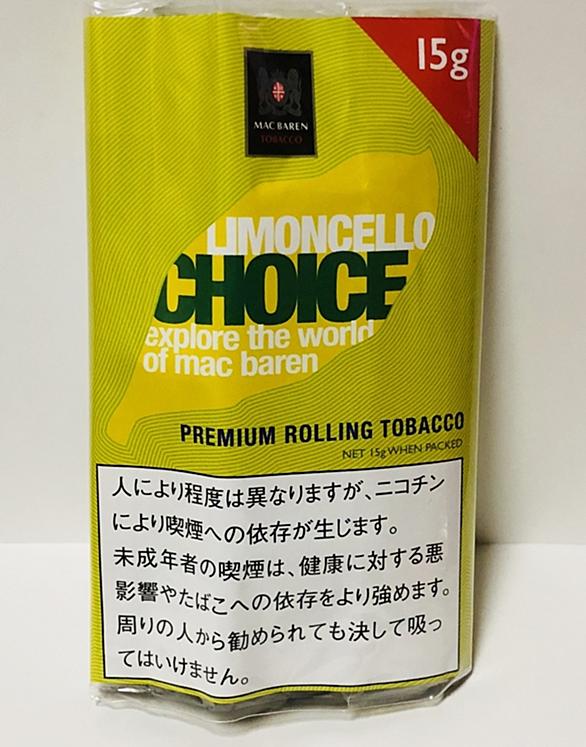 15g
MAC BAREN
TOBACCO
LIMONCELLO
CHOICE
explore the world
of mac baren
PREMIUM ROLLING TOBACCO
NET 15g WHEN PACKED
人により程度は異なりますが、ニコチン
により喫煙への依存が生じます。
未成年者の喫煙は、健康に対する悪
影響やたばこへの依存をより強めます。
周りの人から勧められても決して吸っ
てはいけません。